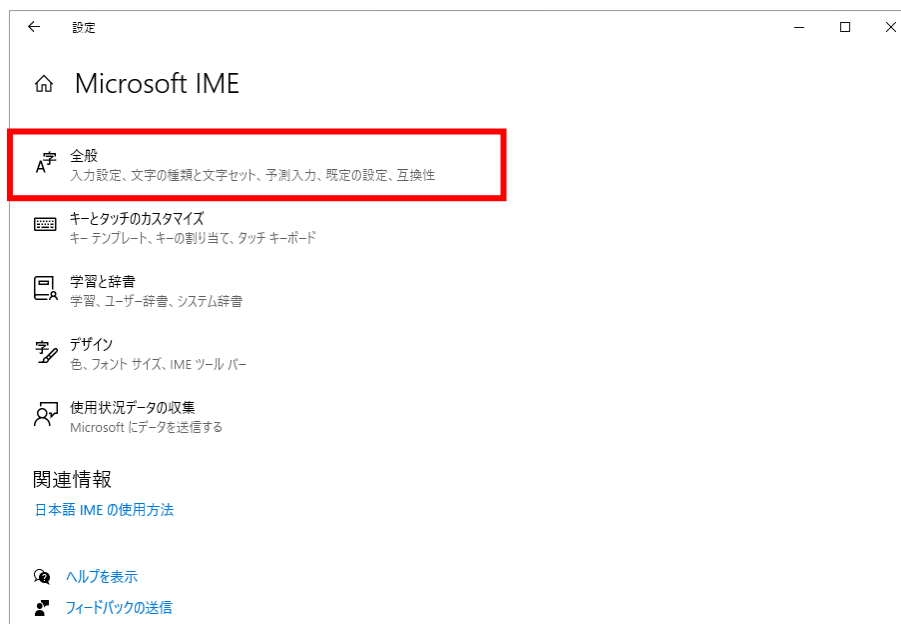 設定
Microsoft IME
全般
入力設定、文字の種類と文字セット、予測入力、既定の設定、互換性
キーとタッチのカスタマイズ
キー テンプレート、キーの割り当て、タッチ キーボード
学習と辞書
学習、ユーザー辞書、システム辞書
デザイン
色、フォント サイズ、IME ツール バー
使用状況データの収集
Microsoft にデータを送信する
関連情報
日本語 IME の使用方法
ヘルプを表示
フィードバックの送信